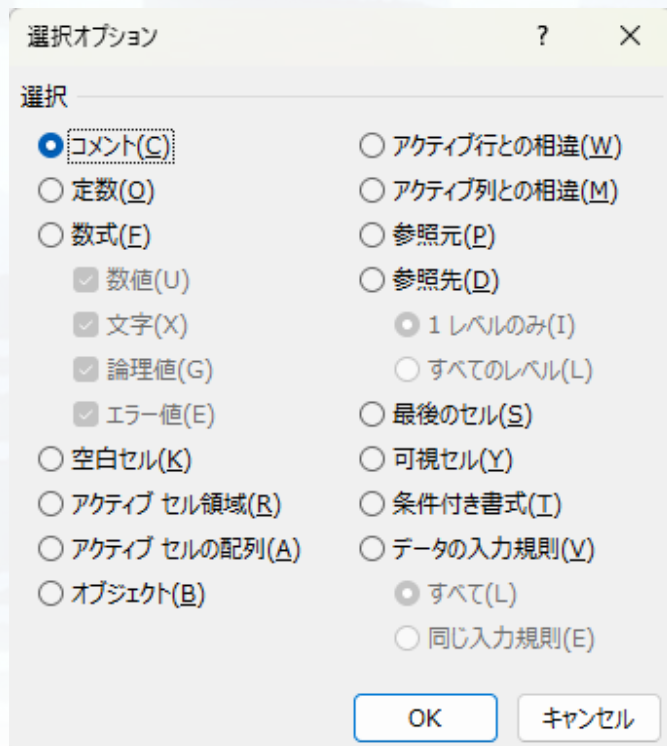 選択オプション
?
×
選択
コメント(C)
定数(O)
数式(F)
数値(U)
文字(X)
論理値(G)
エラー値(E)
空白セル(K)
アクティブ セル領域(R)
アクティブ セルの配列(A)
オブジェクト(B)
アクティブ行との相違(W)
アクティブ列との相違(M)
参照元(P)
参照先(D)
1 レベルのみ(I)
すべてのレベル(L)
最後のセル(S)
可視セル(Y)
条件付き書式(T)
データの入力規則(V)
すべて(L)
同じ入力規則(E)
OK
キャンセル